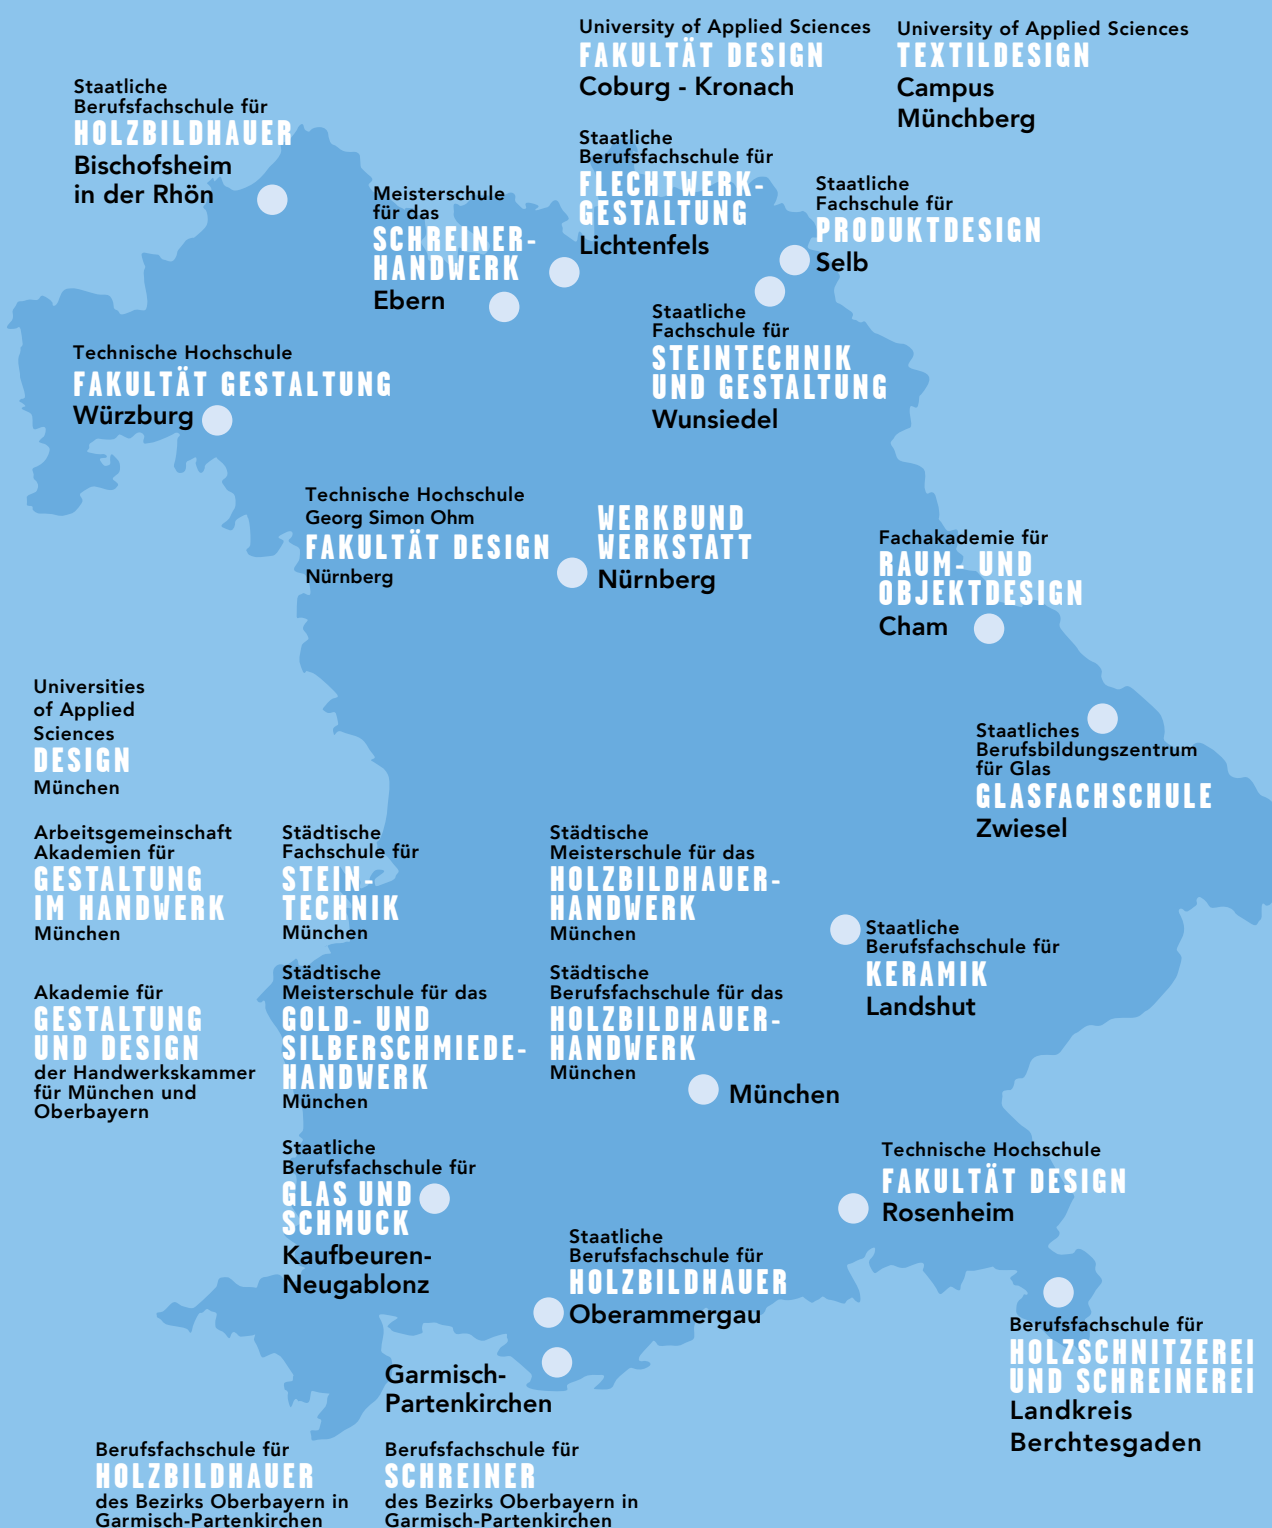 University of Applied Sciences
FAKULTÄT DESIGN
Coburg - Kronach
University of Applied Sciences
TEXTILDESIGN
Campus
Münchberg
Staatliche
Berufsfachschule für
HOLZBILDHAUER
Bischofsheim
in der Rhön
Staatliche
Berufsfachschule für
FLECHTWERK-
GESTALTUNG
Lichtenfels
Meisterschule
für das
SCHREINER-
HANDWERK
Ebern
Staatliche
Fachschule für
PRODUKTDESIGN
Selb
Staatliche
Fachschule für
STEINTECHNIK
UND GESTALTUNG
Wunsiedel
Technische Hochschule
FAKULTÄT GESTALTUNG
Würzburg
Technische Hochschule
Georg Simon Ohm
FAKULTÄT DESIGN
Nürnberg
WERKBUND
WERKSTATT
Nürnberg
Fachakademie für
RAUM- UND
OBJEKTDESIGN
Cham
Universities
of Applied
Sciences
DESIGN
München
Staatliches
Berufsbildungszentrum
für Glas
GLASFACHSCHULE
Zwiesel
Arbeitsgemeinschaft
Akademien für
GESTALTUNG
IM HANDWERK
München
Städtische
Fachschule für
STEIN-
TECHNIK
München
Städtische
Meisterschule für das
HOLZBILDHAUER-
HANDWERK
München
Staatliche
Berufsfachschule für
KERAMIK
Landshut
Akademie für
GESTALTUNG
UND DESIGN
der Handwerkskammer
für München und
Oberbayern
Städtische
Meisterschule für das
GOLD- UND
SILBERSCHMIEDE-
HANDWERK
München
Städtische
Berufsfachschule für das
HOLZBILDHAUER-
HANDWERK
München
München
Staatliche
Berufsfachschule für
GLAS UND
SCHMUCK
Kaufbeuren-
Neugablonz
Technische Hochschule
FAKULTÄT DESIGN
Rosenheim
Staatliche
Berufsfachschule für
HOLZBILDHAUER
Oberammergau
Berufsfachschule für
HOLZSCHNITZEREI
UND SCHREINEREI
Landkreis
Berchtesgaden
Garmisch-
Partenkirchen
Berufsfachschule für
HOLZBILDHAUER
des Bezirks Oberbayern in
Garmisch-Partenkirchen
Berufsfachschule für
SCHREINER
des Bezirks Oberbayern in
Garmisch-Partenkirchen